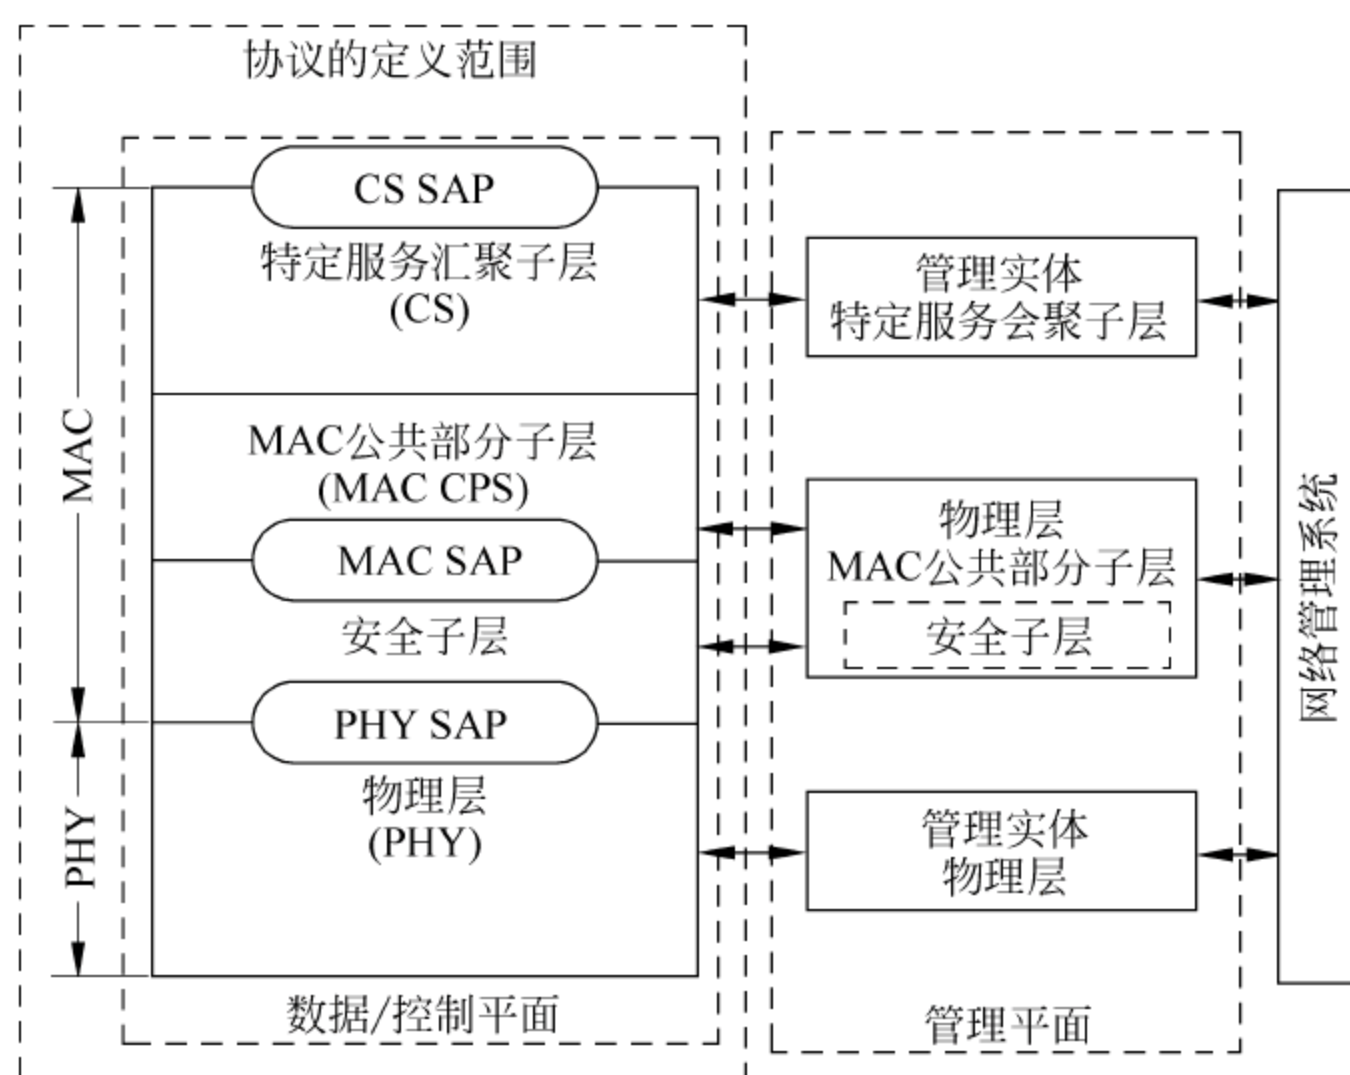 协议的定义范围
CS SAP
特定服务汇聚子层
(CS)
MAC公共部分子层
(MAC CPS)
MAC SAP
安全子层
PHY SAP
物理层
(PHY)
数据/控制平面
MAC
PHY
管理实体
特定服务会聚子层
物理层
MAC公共部分子层
安全子层
管理实体
物理层
管理平面
网络管理系统